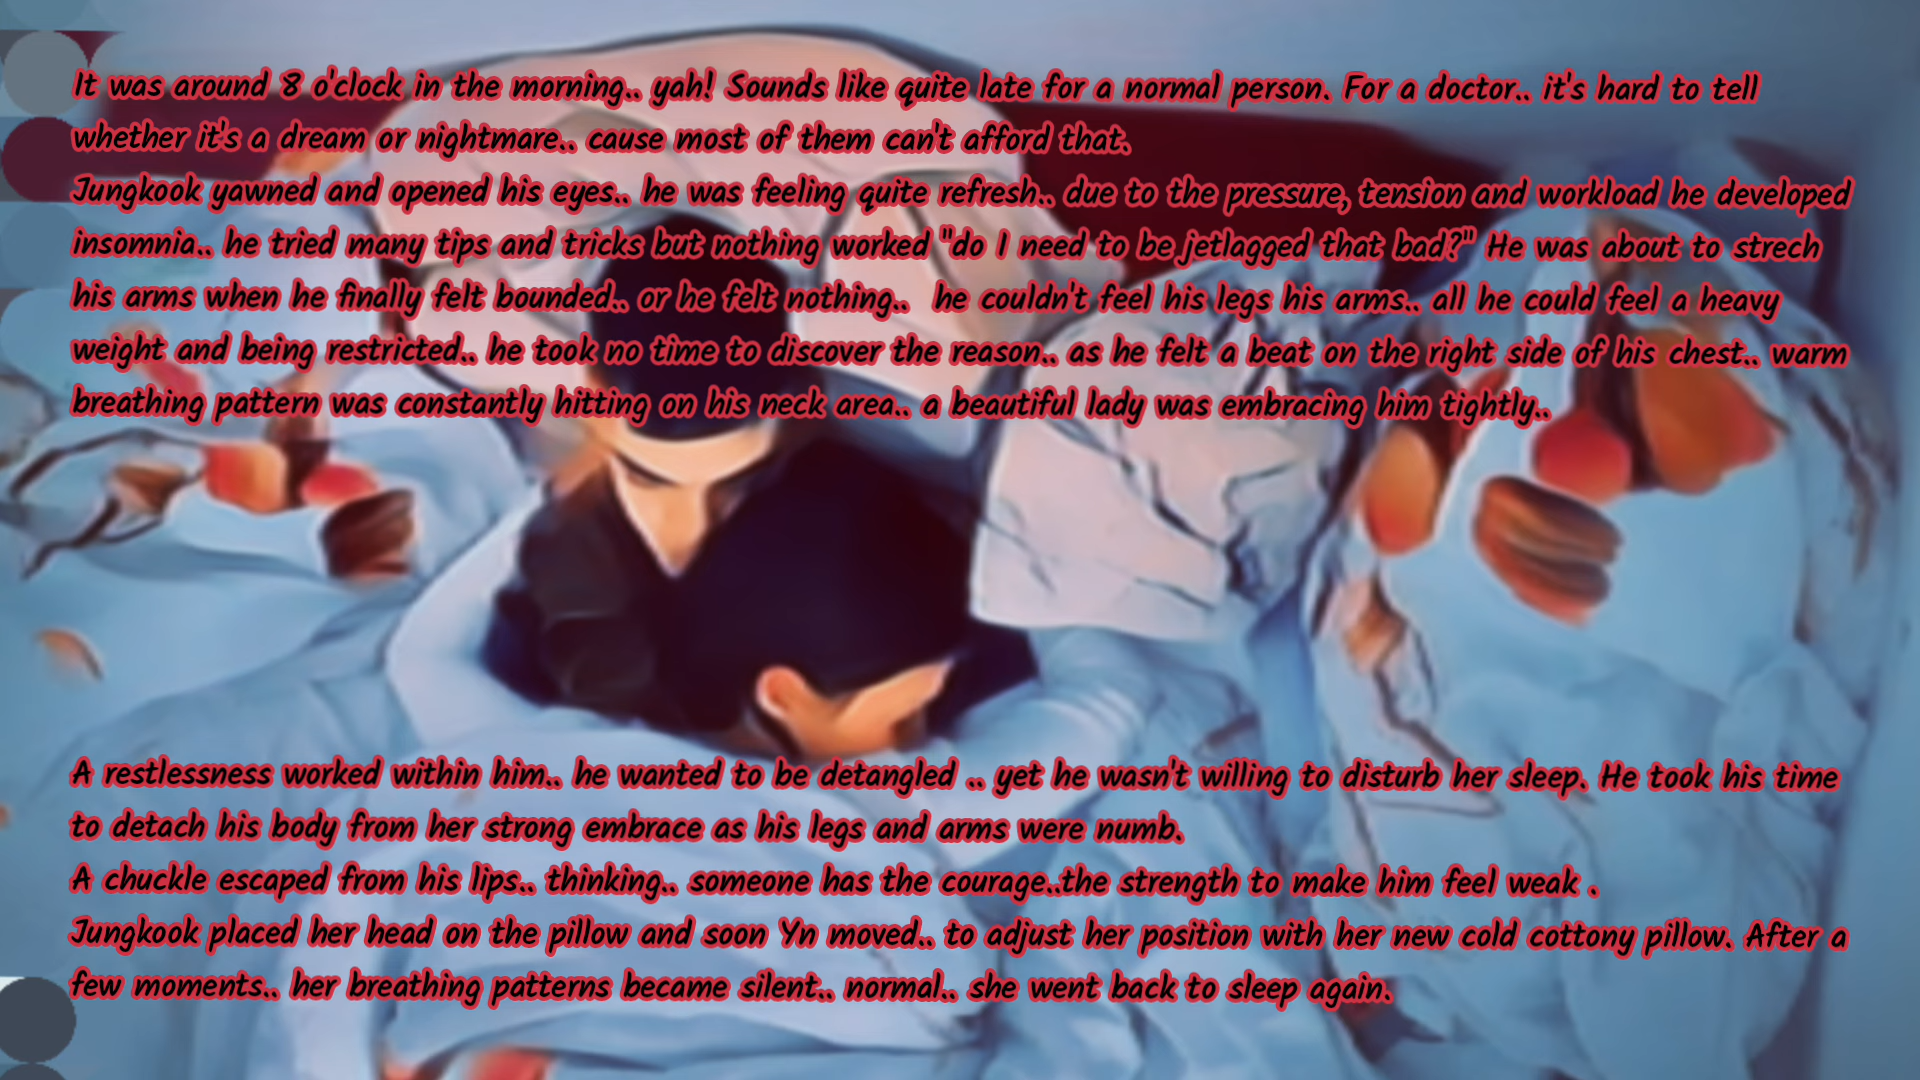 It was around 8 o'clock in the morning.. yah! Sounds like quite late for a normal person. For a doctor.. it's hard to tell
whether it's a dream or nightmare.. cause most of them can't afford that.
Jungkook yawned and opened his eyes.. he was feeling quite refresh.. due to the pressure, tension and workload he developed
insomnia.. he tried many tips and tricks but nothing worked "do I need to be jetlagged that bad?" He was about to strech
his arms when he finally felt bounded.. or he felt nothing.. he couldn't feel his legs his arms.. all he could feel a heavy
weight and being restricted.. he took no time to discover the reason.. as he felt a beat on the right side of his chest.. warm
breathing pattern was constantly hitting on his neck area.. a beautiful lady was embracing him tightly..
A restlessness worked within him.. he wanted to be detangled .. yet he wasn't willing to disturb her sleep. He took his time
to detach his body from her strong embrace as his legs and arms were numb.
A chuckle escaped from his lips.. thinking.. someone has the courage..the strength to make him feel weak .
Jungkook placed her head on the pillow and soon Yn moved.. to adjust her position with her new cold cottony pillow. After a
few moments.. her breathing patterns became silent.. normal.. she went back to sleep again.